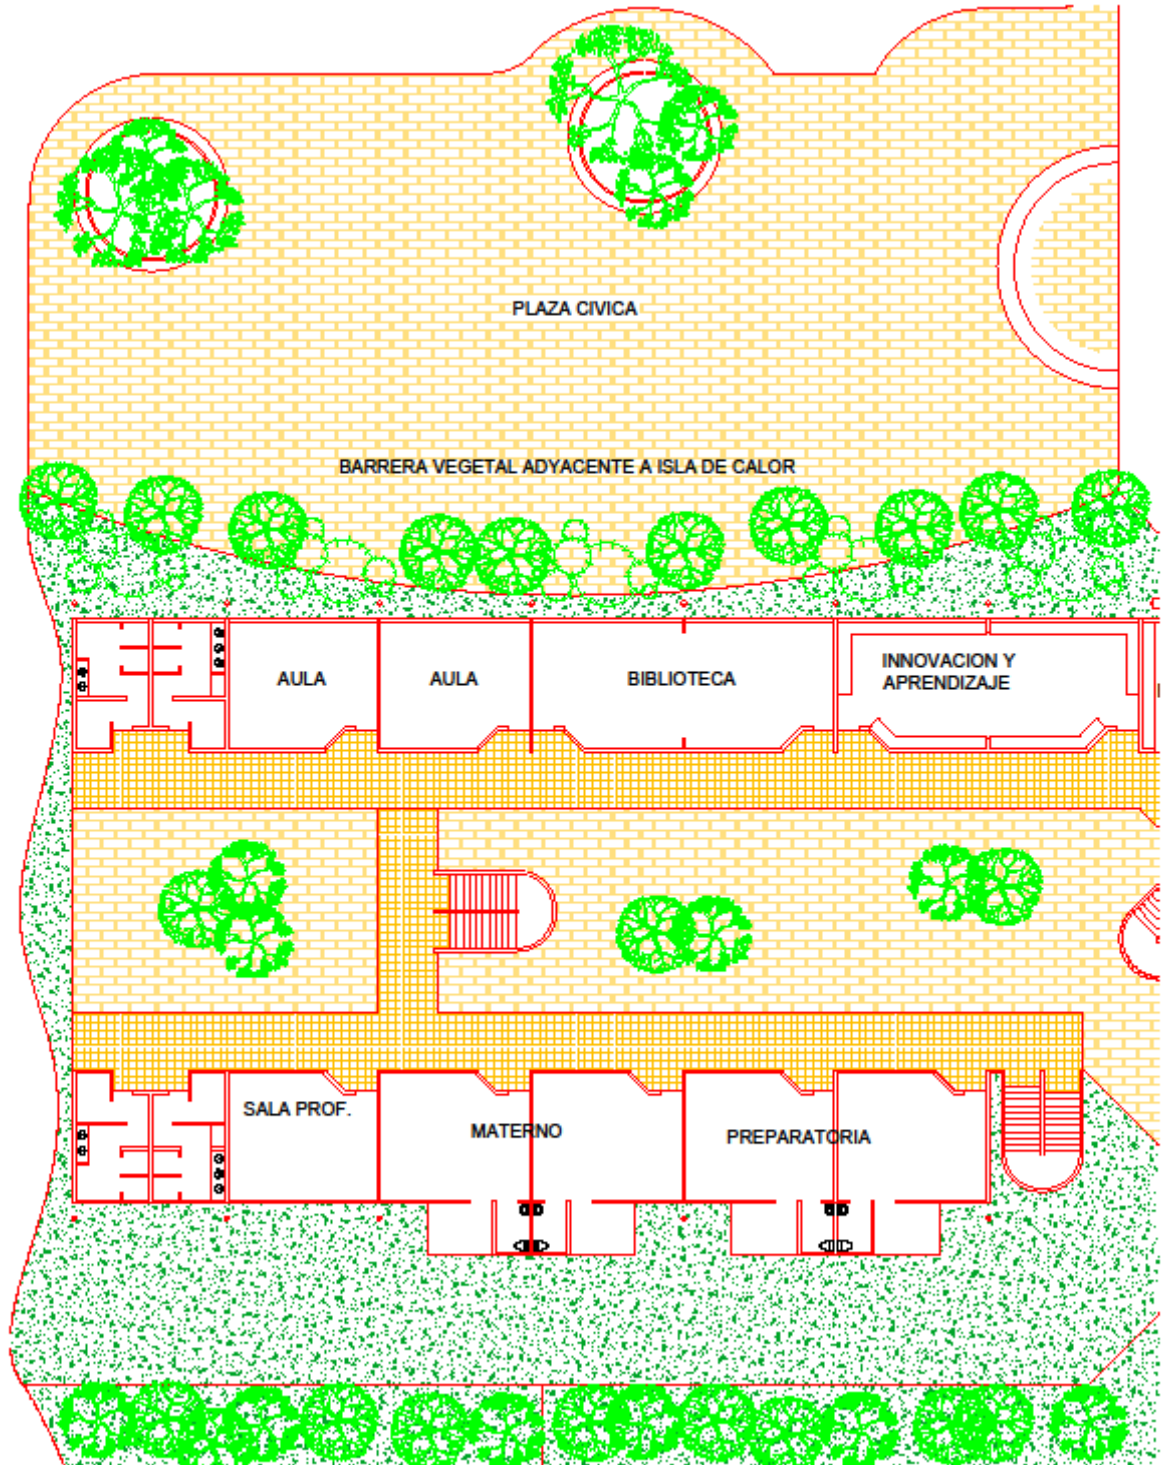 PLAZA CIVICA
BARRERA VEGETAL ADYACENTE A ISLA DE CALOR
AULA
AULA
BIBLIOTECA
INNOVACION Y
APRENDIZAJE
SALA PROF.
MATERNO
PREPARATORIA